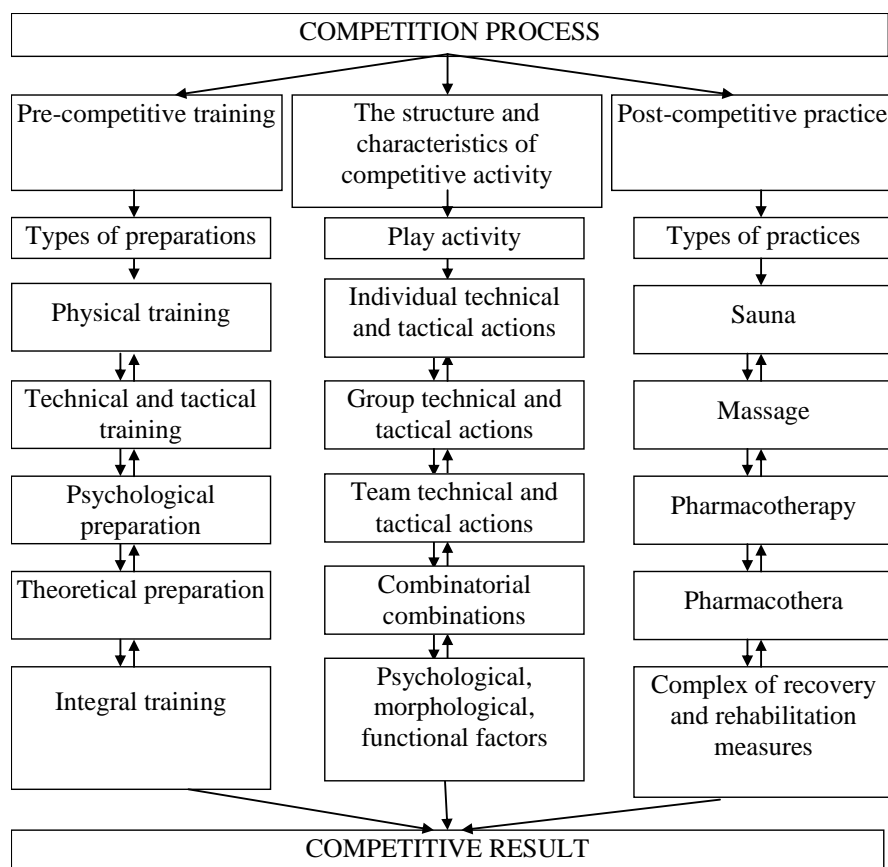 COMPETITION PROCESS
Pre-competitive training
The structure and
characteristics of
competitive activity
Post-competitive practice
Types of preparations
Play activity
Types of practices
Physical training
Individual technical
and tactical actions
Sauna
Technical and tactical
training
Group technical and
tactical actions
Massage
Psychological
preparation
Team technical and
tactical actions
Pharmacotherapy
Theoretical preparation
Combinatorial
combinations
Pharmacothera
Integral training
Psychological,
morphological,
functional factors
Complex of recovery
and rehabilitation
measures
COMPETITIVE RESULT